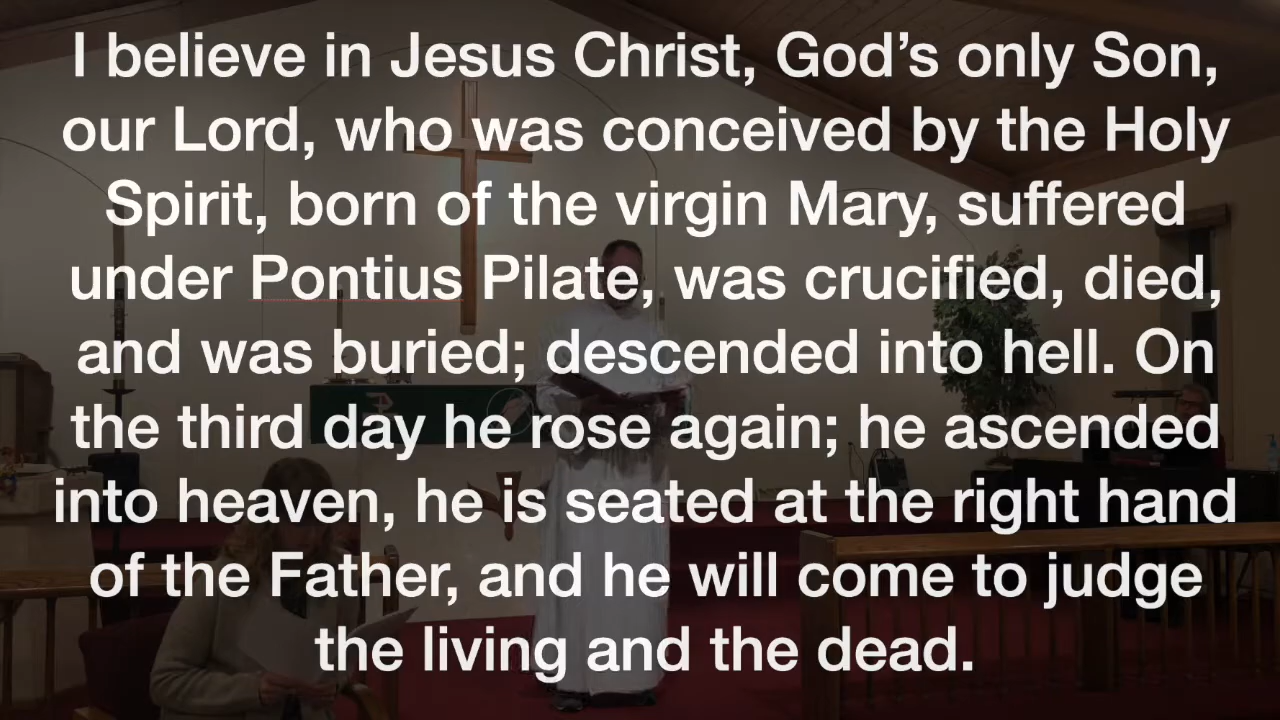 I believe in Jesus Christ, God’s only Son,
our Lord, who was conceived by the Holy
Spirit, born of the virgin Mary, suffered
under Pontius Pilate, was crucified, died,
and was buried; descended into hell. On
the third day he rose again; he ascended
into heaven, he is seated at the right hand
of the Father, and he will come to judge
the living and the dead.